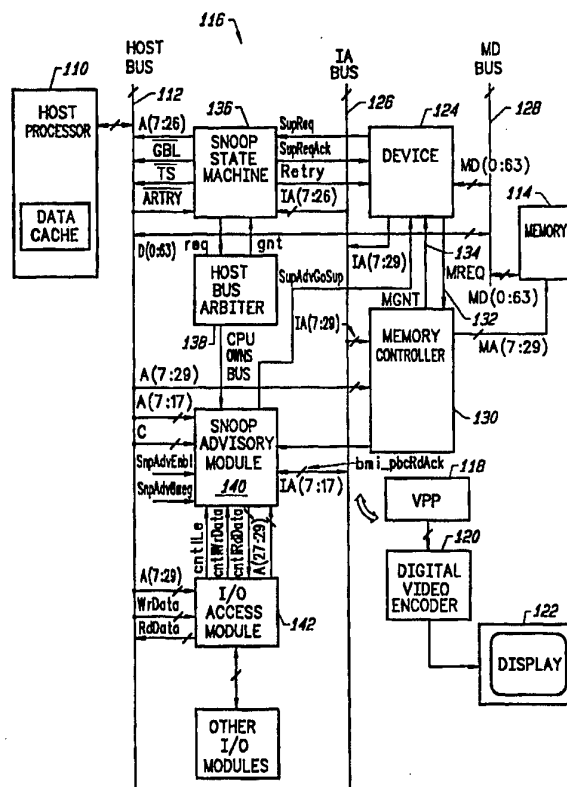 116
HOST BUS
IA BUS
MD BUS
110
112
136
126
124
128
HOST PROCESSOR
DATA CACHE
A(7:26)
GBL
TS
ARTRY
SNOOP STATE MACHINE
SupReq
SupReqAck
Retry
IA(7:26)
DEVICE
MD(0:63)
114
MEMORY
D(0:63)
req
gnt
IA(7:29)
134
MREQ
MD(0:63)
HOST BUS ARBITER
138
SupAdvGoSup
MGNT
132
IA(7:29)
CPU OWNS BUS
MEMORY CONTROLLER
MA(7:29)
A(7:29)
130
A(7:17)
C
SnpAdvEnbl
SnpAdvBmeg
SNOOP ADVISORY MODULE
140
bmi_pbcRdAck
IA(7:17)
118
VPP
cntlLe
cntWrData
cntRdData
A(27:29)
120
DIGITAL VIDEO ENCODER
A(7:29)
WrData
RdData
I/O ACCESS MODULE
142
122
DISPLAY
OTHER I/O MODULES